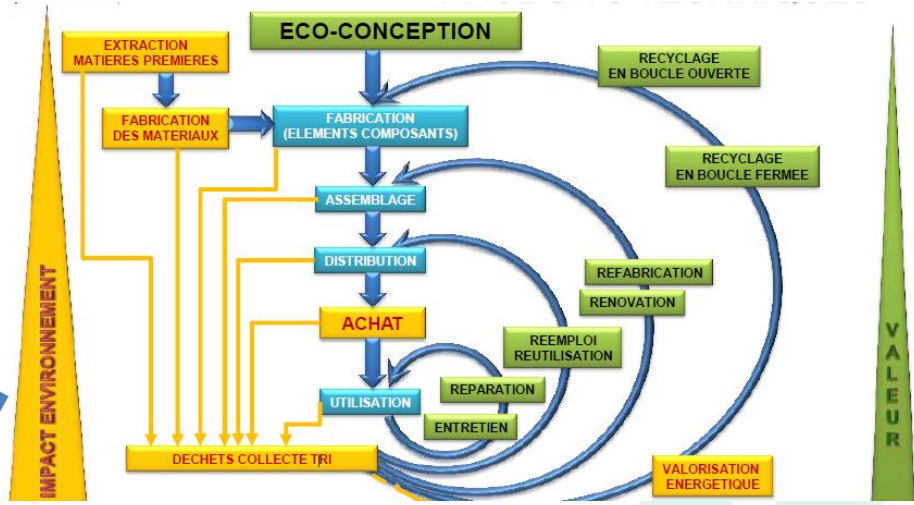 ECO-CONCEPTION
EXTRACTION
MATIERES PREMIERES
RECYCLAGE
EN BOUCLE OUVERTE
FABRICATION
DES MATERIAUX
FABRICATION
(ELEMENTS COMPOSANTS)
RECYCLAGE
EN BOUCLE FERMEE
ASSEMBLAGE
DISTRIBUTION
REFABRICATION
RENOVATION
ACHAT
REEMPLOI
REUTILISATION
REPARATION
UTILISATION
ENTRETIEN
DECHETS COLLECTE TRI
VALORISATION
ENERGETIQUE
IMPACT ENVIRONNEMENT
VALEUR